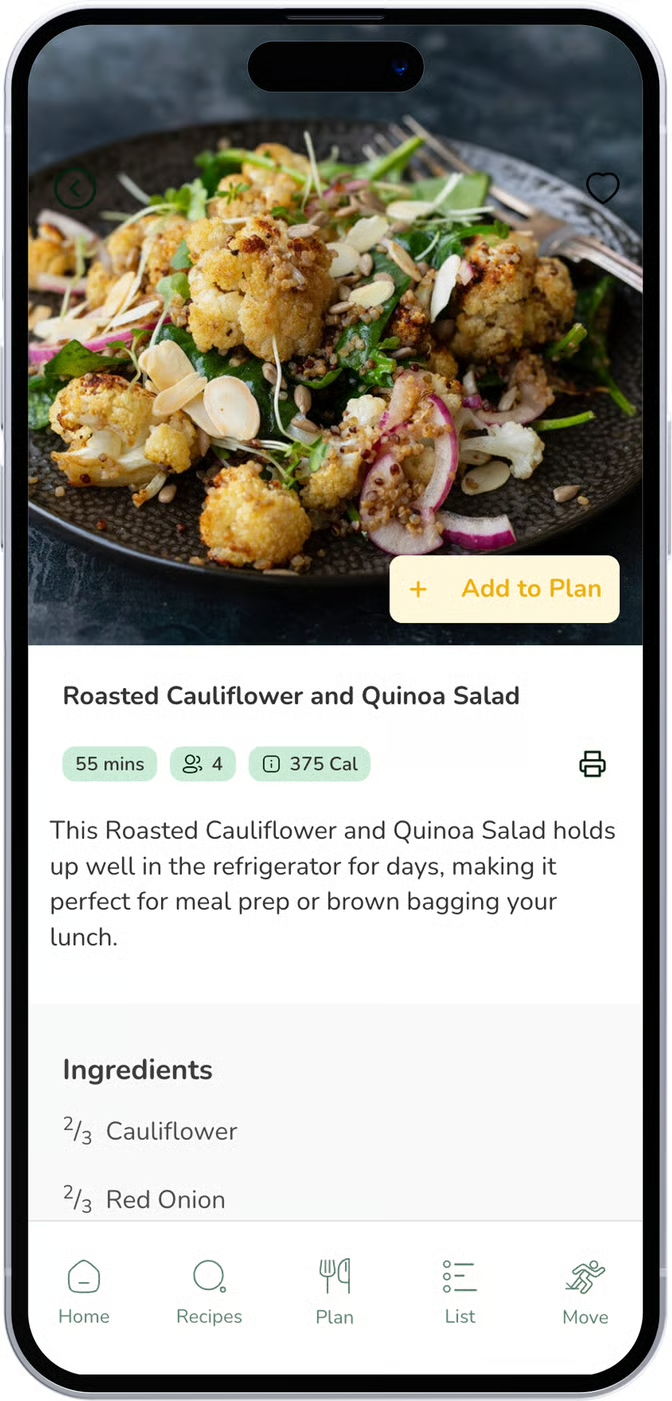 + Add to Plan
Roasted Cauliflower and Quinoa Salad
55 mins 4 375 Cal
This Roasted Cauliflower and Quinoa Salad holds
up well in the refrigerator for days, making it
perfect for meal prep or brown bagging your
lunch.
Ingredients
2/3 Cauliflower
2/3 Red Onion
Home Recipes Plan List Move